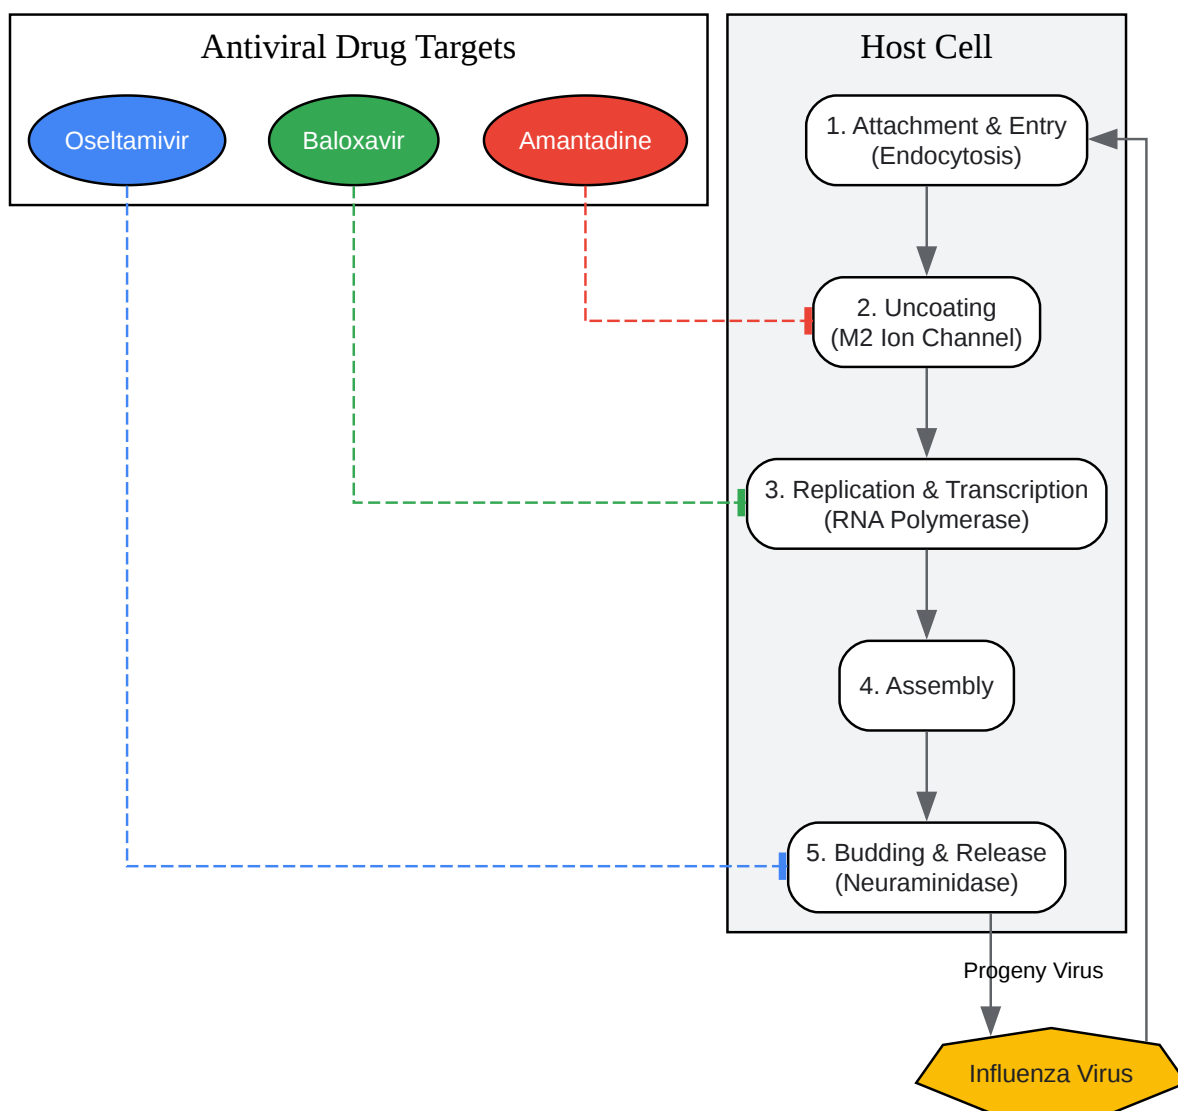 Antiviral Drug Targets
Oseltamivir
Baloxavir
Amantadine
Host Cell
1. Attachment & Entry
(Endocytosis)
2. Uncoating
(M2 Ion Channel)
3. Replication & Transcription
(RNA Polymerase)
4. Assembly
5. Budding & Release
(Neuraminidase)
Progeny Virus
Influenza Virus